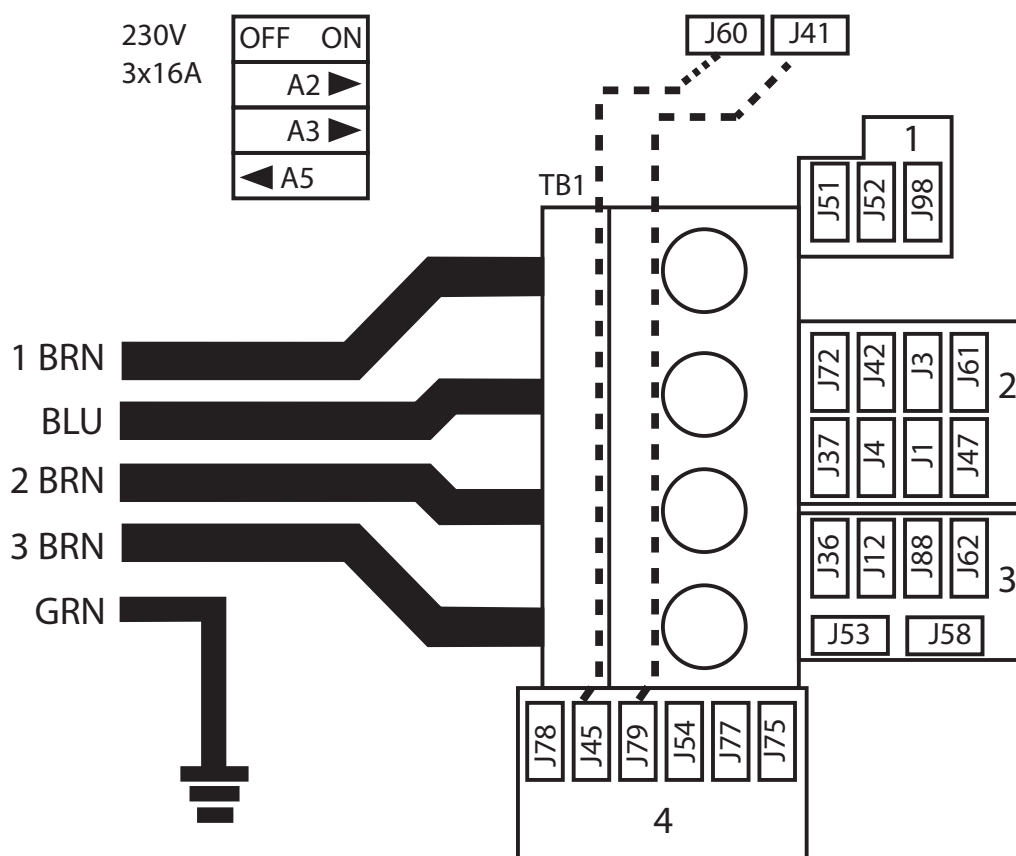 230V
3x16A
OFF ON
A2
A3
A5
J60 J41
TB1
1
J51 J52 J98
J72 J42 J3 J61
2
J37 J4 J1 J47
J36 J12 J88 J62
3
J53 J58
1 BRN
BLU
2 BRN
3 BRN
GRN
J78 J45 J79 J54 J77 J75
4